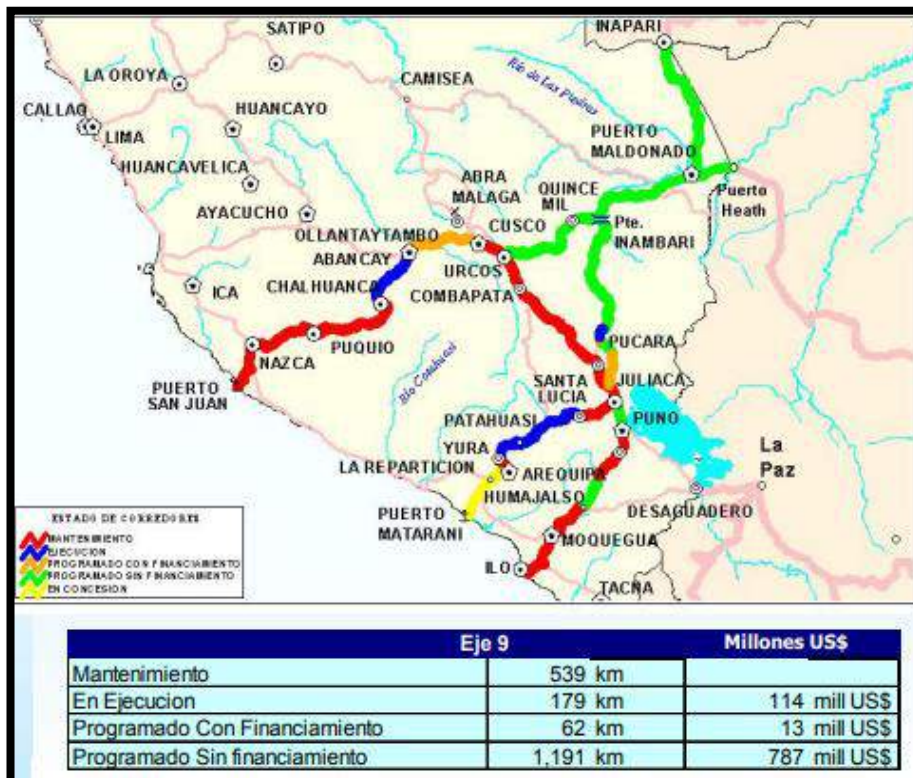 SATIPO
INAPARI
LA OROYA
CAMISEA
Río de Las Piedras
CALLAO
LIMA
HUANCAYO
PUERTO
MALDONADO
HUANCAVELICA
ABRA
MALAGA
QUINCE
MIL
Puerto
Heath
AYACUCHO
CUSCO
Pte.
INAMBARI
OLLANTAYTAMBO
ABANCAY
URCOS
ICA
CHALHUANCA
COMBAPATA
PUCARA
NAZCA
PUQUIO
SANTA
LUCIA
JULIACA
PUERTO
SAN JUAN
PATAHUASI
PUNO
YURA
La
Paz
LA REPARTICION
AREQUIPA
HUMAJALSO
DESAGUADERO
PUERTO
MATARANI
MOQUEGUA
ILO
TACNA
ESTADO DE CORREDORES
MANTENIMIENTO
EJECUCION
PROGRAMADO CON FINANCIAMIENTO
PROGRAMADO SIN FINANCIAMIENTO
EN CONCESION
Eje 9 Millones US$
Mantenimiento 539 km
En Ejecucion 179 km 114 mill US$
Programado Con Financiamiento 62 km 13 mill US$
Programado Sin financiamiento 1,191 km 787 mill US$